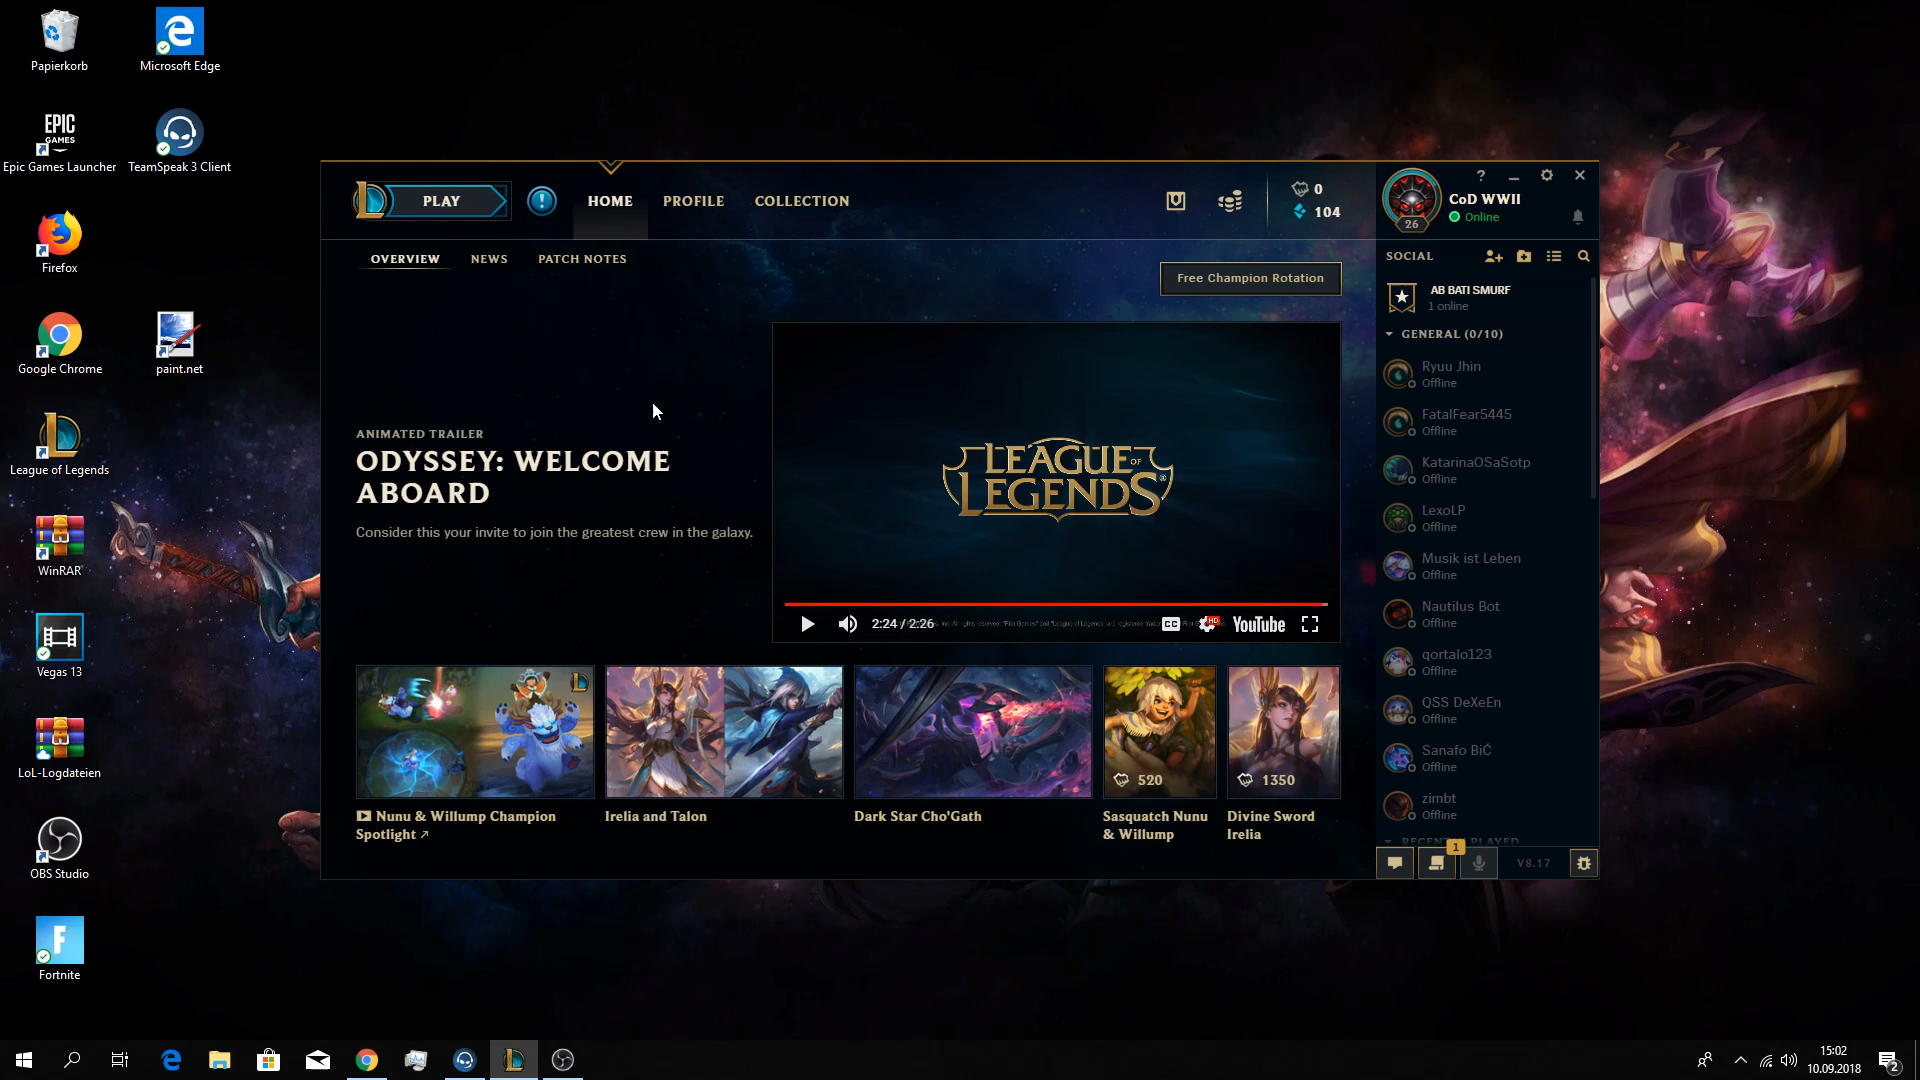 Papierkorb
Microsoft Edge
EPIC
GAMES
Epic Games Launcher
TeamSpeak 3 Client
Firefox
Google Chrome
paint.net
League of Legends
WinRAR
Vegas 13
LoL-Logdateien
OBS Studio
Fortnite
PLAY
HOME
PROFILE
COLLECTION
0
104
26
CoD WWII
Online
OVERVIEW
NEWS
PATCH NOTES
Free Champion Rotation
ANIMATED TRAILER
ODYSSEY: WELCOME
ABOARD
Consider this your invite to join the greatest crew in the galaxy.
LEAGUE OF
LEGENDS
2:24 / 2:26
CC
HD
YouTube
Nunu & Willump Champion
Spotlight
Irelia and Talon
Dark Star Cho'Gath
520
Sasquatch Nunu
& Willump
1350
Divine Sword
Irelia
SOCIAL
AB BATI SMURF
1 online
GENERAL (0/10)
Ryuu Jhin
Offline
FatalFear5445
Offline
KatarinaOSaSotp
Offline
LexoLP
Offline
Musik ist Leben
Offline
Nautilus Bot
Offline
qortalo123
Offline
QSS DeXeEn
Offline
Sanafo BiĆ
Offline
zimbt
Offline
RECENTLY PLAYED
1
V8.17
15:02
10.09.2018
2